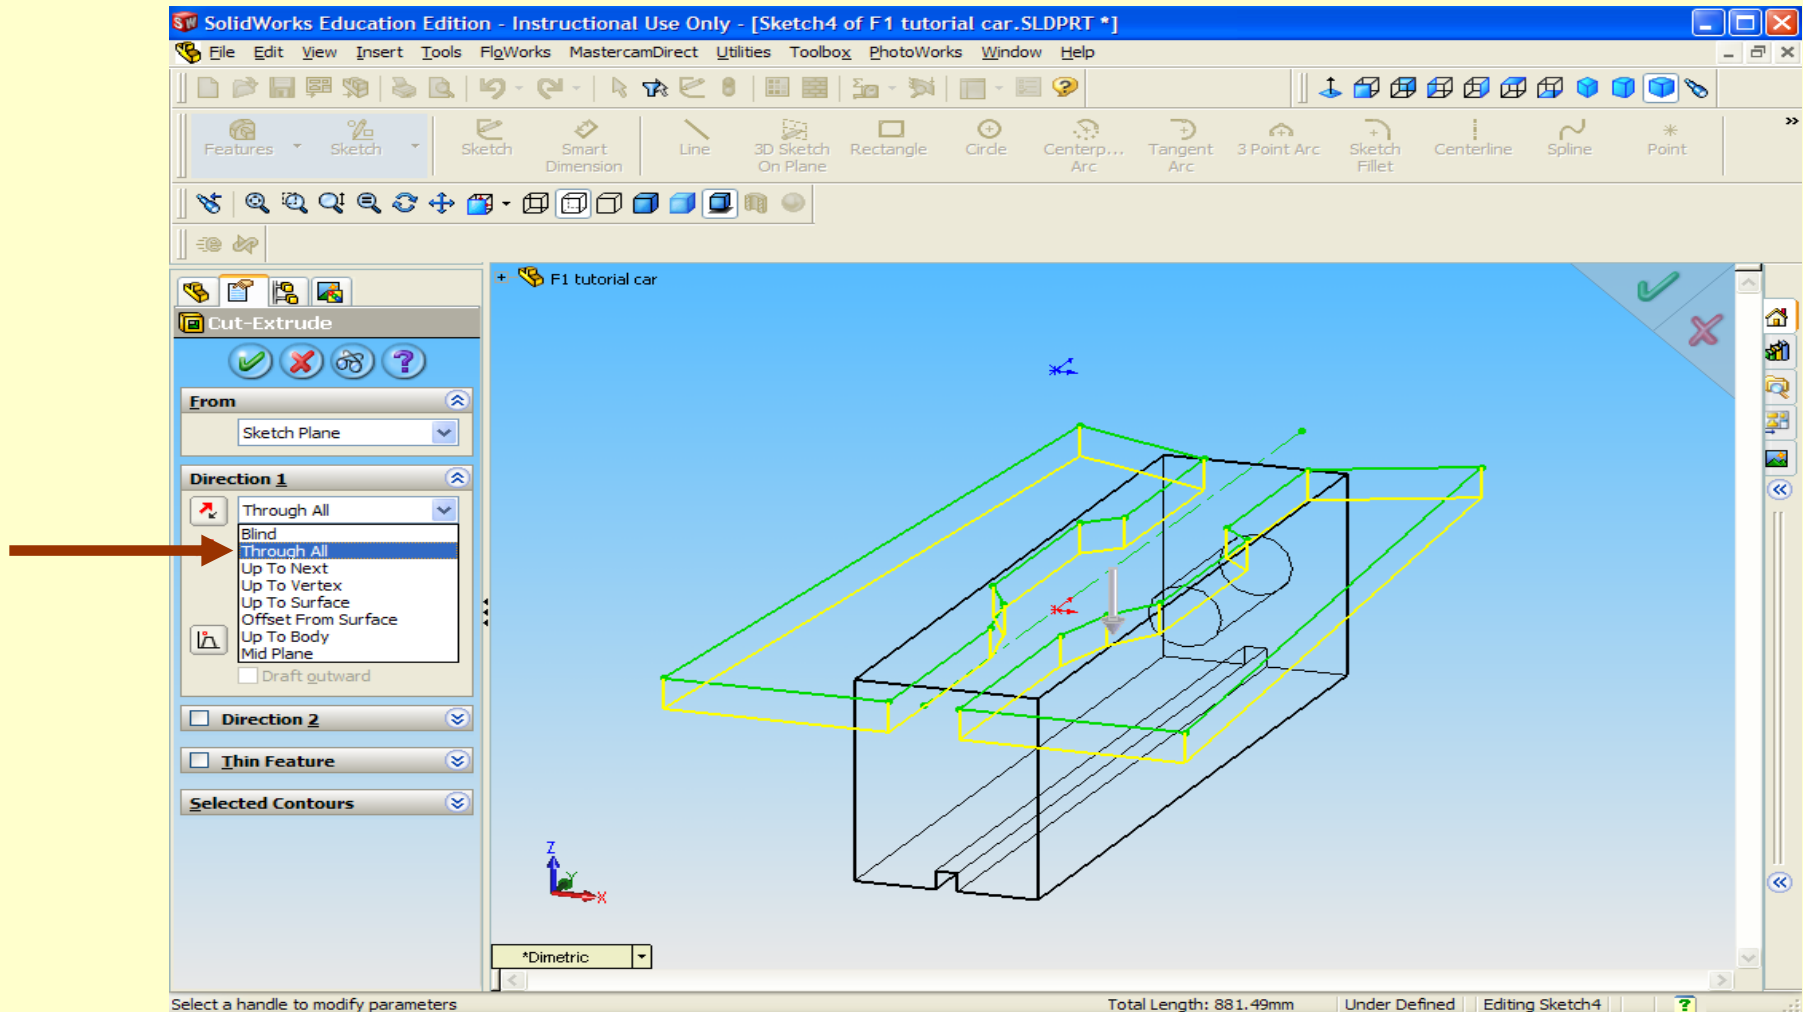 SolidWorks Education Edition - Instructional Use Only - [Sketch4 of F1 tutorial car.SLDPRT *]
File Edit View Insert Tools FloWorks MastercamDirect Utilities Toolbox PhotoWorks Window Help
Features Sketch Sketch Smart Dimension Line 3D Sketch On Plane Rectangle Circle Centerp... Arc Tangent Arc 3 Point Arc Sketch Fillet Centerline Spline Point
F1 tutorial car
Cut-Extrude
From
Sketch Plane
Direction 1
Through All
Blind
Through All
Up To Next
Up To Vertex
Up To Surface
Offset From Surface
Up To Body
Mid Plane
Draft outward
Direction 2
Thin Feature
Selected Contours
Z
Y
X
*Dimetric
Select a handle to modify parameters
Total Length: 881.49mm Under Defined Editing Sketch4